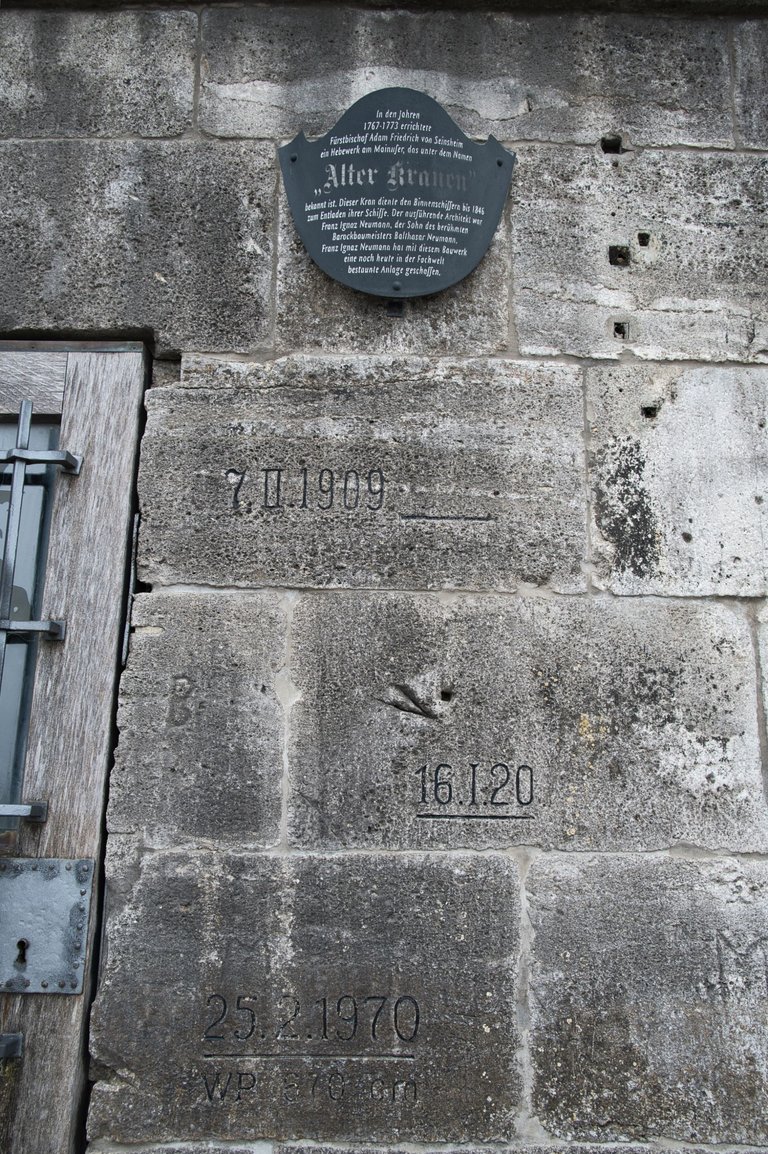 In den Jahren
1767-1773 errichtete
Fürstbischof Adam Friedrich von Seinsheim
ein Hebewerk am Mainufer, das unter dem Namen
„Alter Kranen"
bekannt ist. Dieser Kran diente den Binnenschiffern bis 1846
zum Entladen ihrer Schiffe. Der ausführende Architekt war
Franz Ignaz Neumann, der Sohn des berühmten
Barockbaumeisters Balthasar Neumann.
Franz Ignaz Neumann hat mit diesem Bauwerk
eine noch heute in der Fachwelt
bestaunte Anlage geschaffen.
7.II.1909
B
16.I.20
25.2.1970
WP 670 cm
M